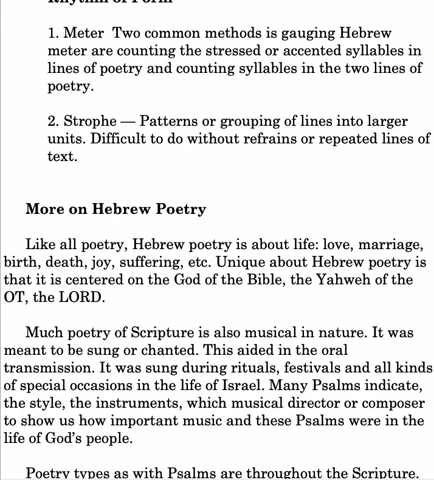 Rhythm of Form
1. Meter  Two common methods is gauging Hebrew
meter are counting the stressed or accented syllables in
lines of poetry and counting syllables in the two lines of
poetry.
2. Strophe — Patterns or grouping of lines into larger
units. Difficult to do without refrains or repeated lines of
text.
More on Hebrew Poetry
Like all poetry, Hebrew poetry is about life: love, marriage,
birth, death, joy, suffering, etc. Unique about Hebrew poetry is
that it is centered on the God of the Bible, the Yahweh of the
OT, the LORD.
Much poetry of Scripture is also musical in nature. It was
meant to be sung or chanted. This aided in the oral
transmission. It was sung during rituals, festivals and all kinds
of special occasions in the life of Israel. Many Psalms indicate,
the style, the instruments, which musical director or composer
to show us how important music and these Psalms were in the
life of God's people.
Poetry types as with Psalms are throughout the Scripture.